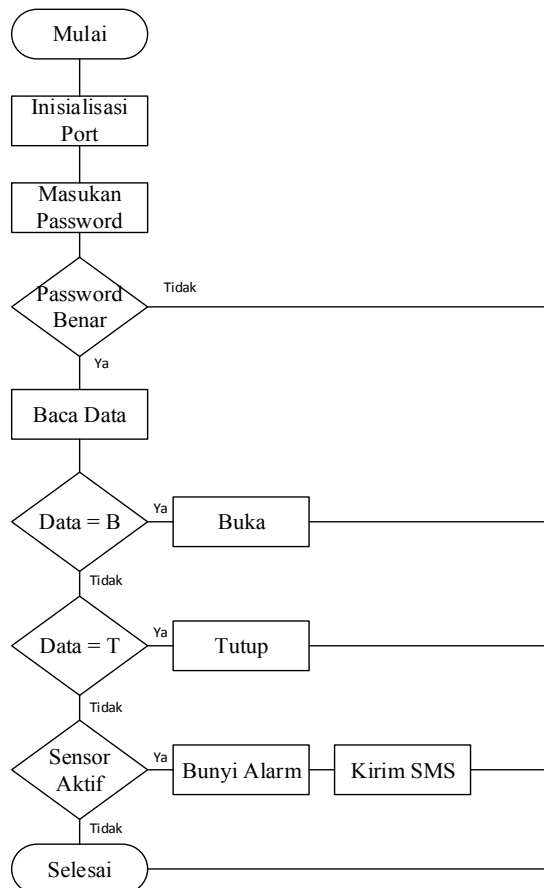 Mulai
Inisialisasi
Port
Masukan
Password
Password
Benar
Tidak
Ya
Baca Data
Data = B
Ya
Buka
Tidak
Data = T
Ya
Tutup
Tidak
Sensor
Aktif
Ya
Bunyi Alarm
Kirim SMS
Tidak
Selesai